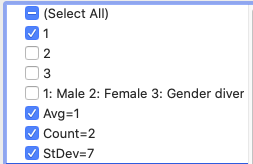 (Select All)
1
2
3
1: Male 2: Female 3: Gender diver
Avg=1
Count=2
StDev=7